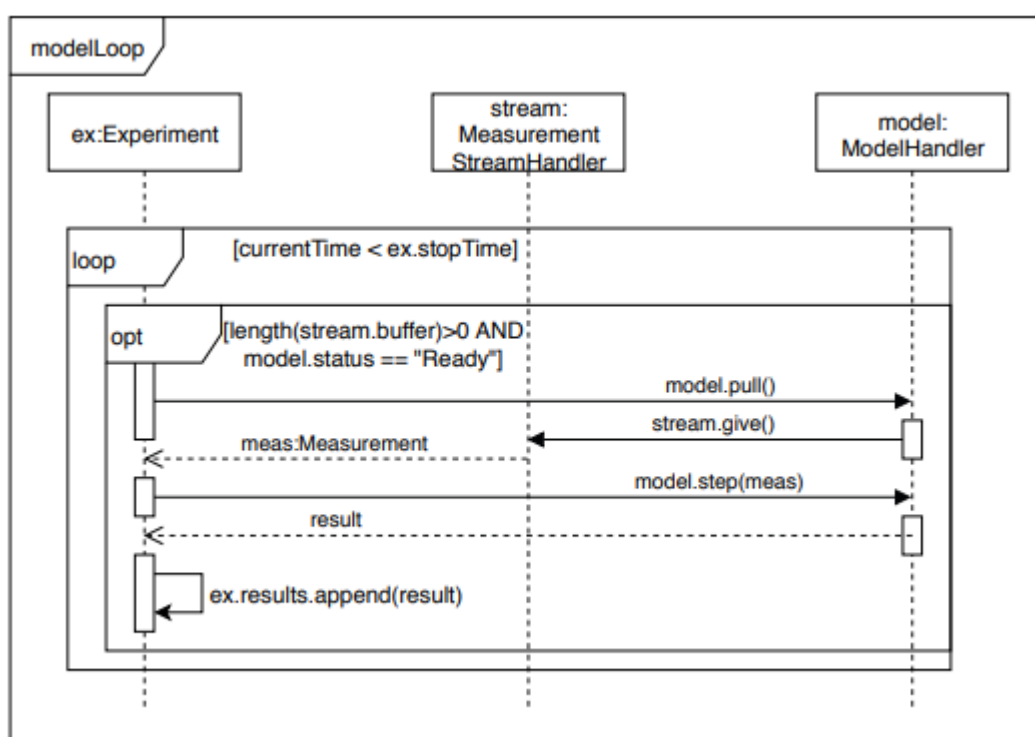 modelLoop
ex:Experiment
stream:
Measurement
StreamHandler
model:
ModelHandler
loop
[currentTime < ex.stopTime]
opt
[length(stream.buffer)>0 AND
model.status == "Ready"]
model.pull()
stream.give()
meas:Measurement
model.step(meas)
result
ex.results.append(result)